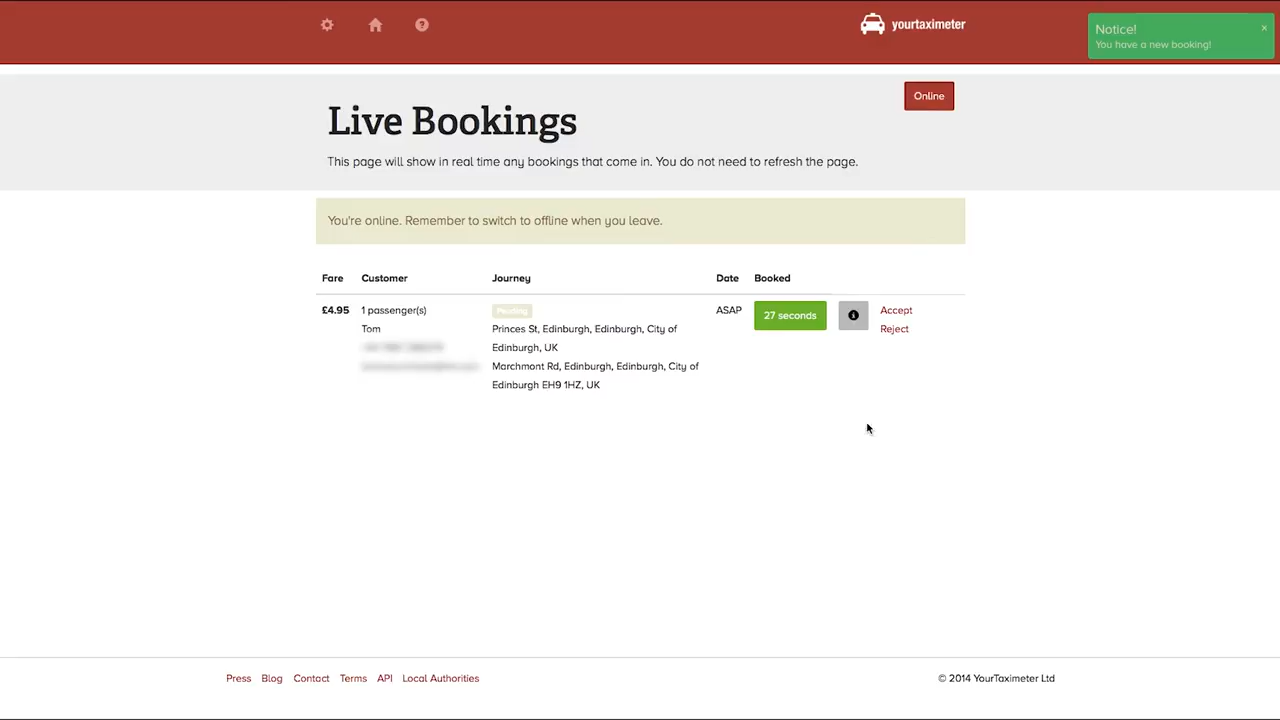 yourtaximeter
Notice!
×
You have a new booking!
Online
Live Bookings
This page will show in real time any bookings that come in. You do not need to refresh the page.
You're online. Remember to switch to offline when you leave.
Fare Customer Journey Date Booked
£4.95 1 passenger(s) Pending ASAP 27 seconds Accept
Tom Princes St, Edinburgh, Edinburgh, City of Reject
Edinburgh, UK
Marchmont Rd, Edinburgh, Edinburgh, City of
Edinburgh EH9 1HZ, UK
Press Blog Contact Terms API Local Authorities © 2014 YourTaximeter Ltd